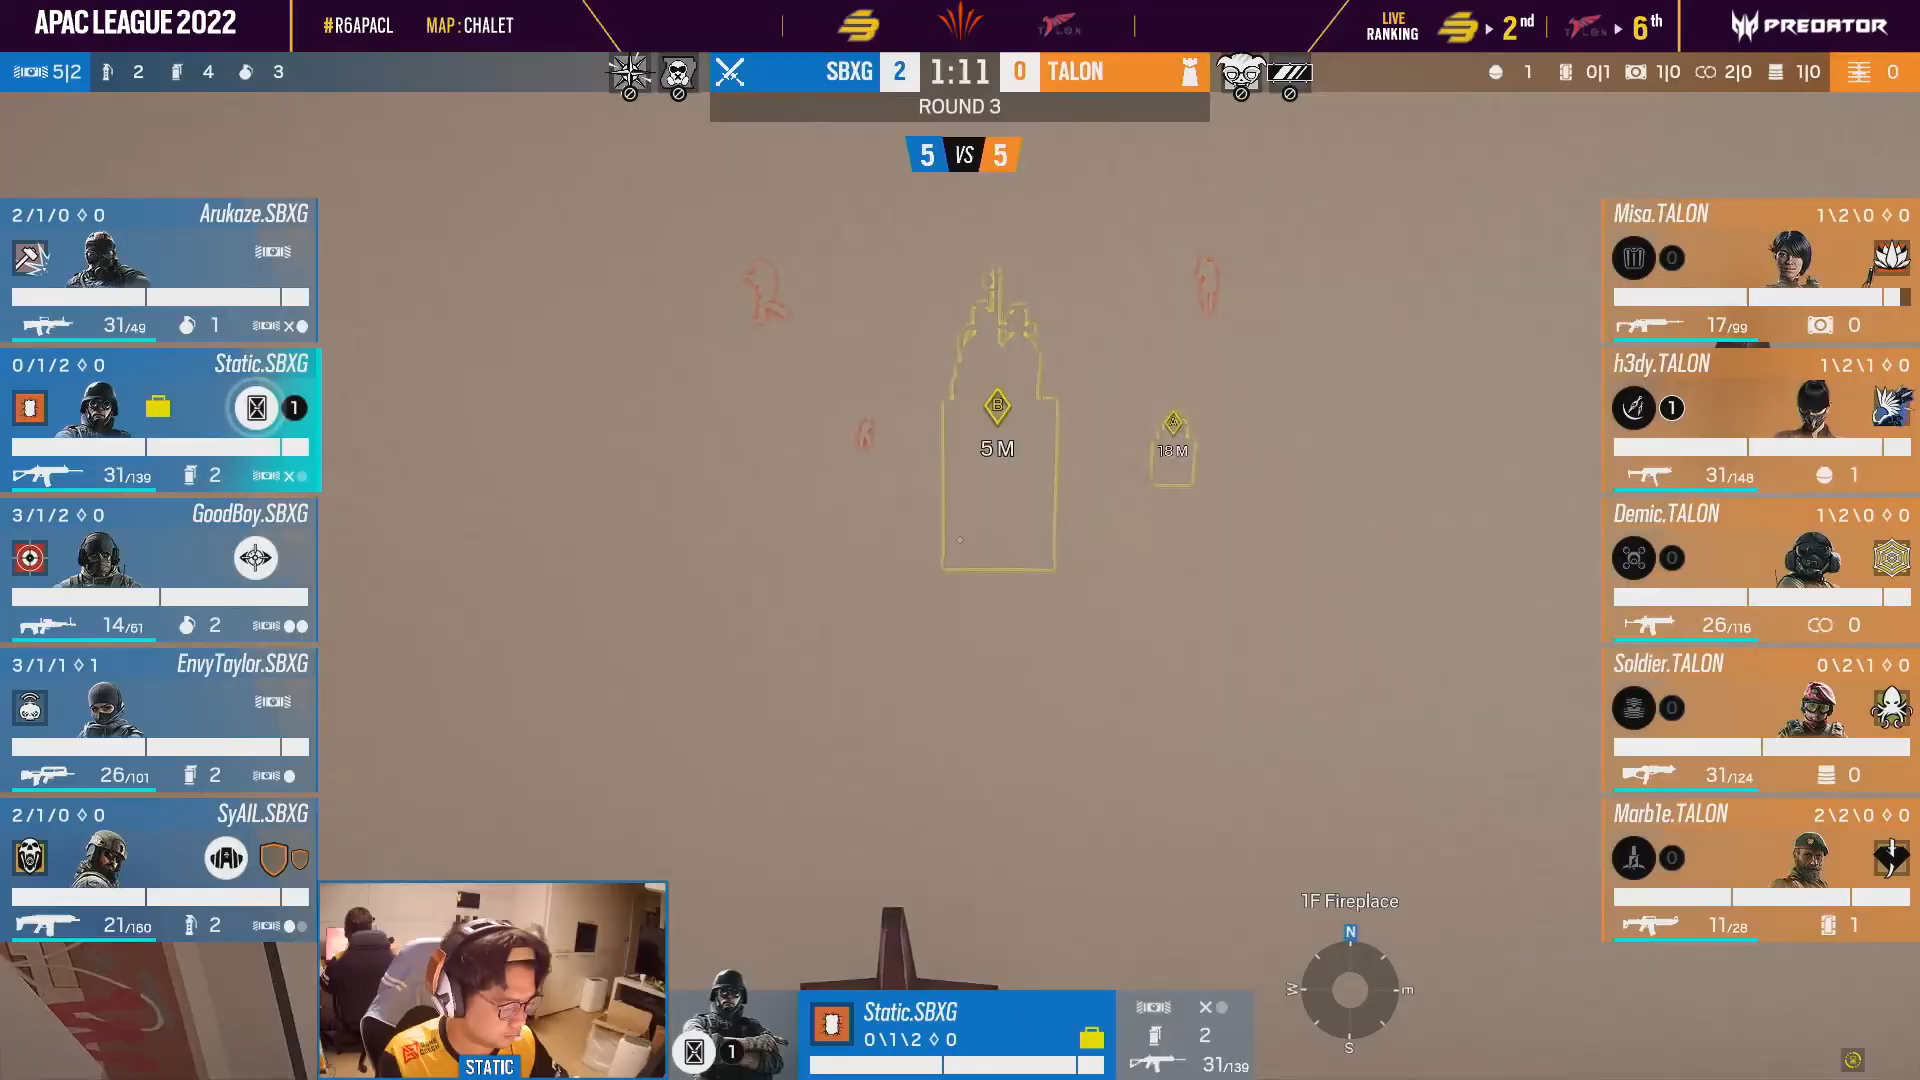 APAC LEAGUE 2022
#R6APACL
MAP : CHALET
TALON
LIVE
RANKING
2nd
6th
PREDATOR
5|2
2
4
3
SBXG
2
1:11
0
TALON
1
0|1
1|0
2|0
1|0
0
ROUND 3
5 VS 5
2/1/0 ◇ 0
Arukaze.SBXG
31/49
1
0/1/2 ◇ 0
Static.SBXG
1
31/139
2
3/1/2 ◇ 0
GoodBoy.SBXG
14/61
2
3/1/1 ◇ 1
EnvyTaylor.SBXG
26/101
2
2/1/0 ◇ 0
SyAIL.SBXG
21/160
2
B
5 M
A
18 M
Misa.TALON
1\2\0 ◇ 0
0
17/99
0
h3dy.TALON
1\2\1 ◇ 0
1
31/148
1
Demic.TALON
1\2\0 ◇ 0
0
26/116
0
Soldier.TALON
0\2\1 ◇ 0
0
31/124
0
Marb1e.TALON
2\2\0 ◇ 0
0
11/28
1
STATIC
1
Static.SBXG
0\1\2 ◇ 0
2
31/139
1F Fireplace
N
W
E
S